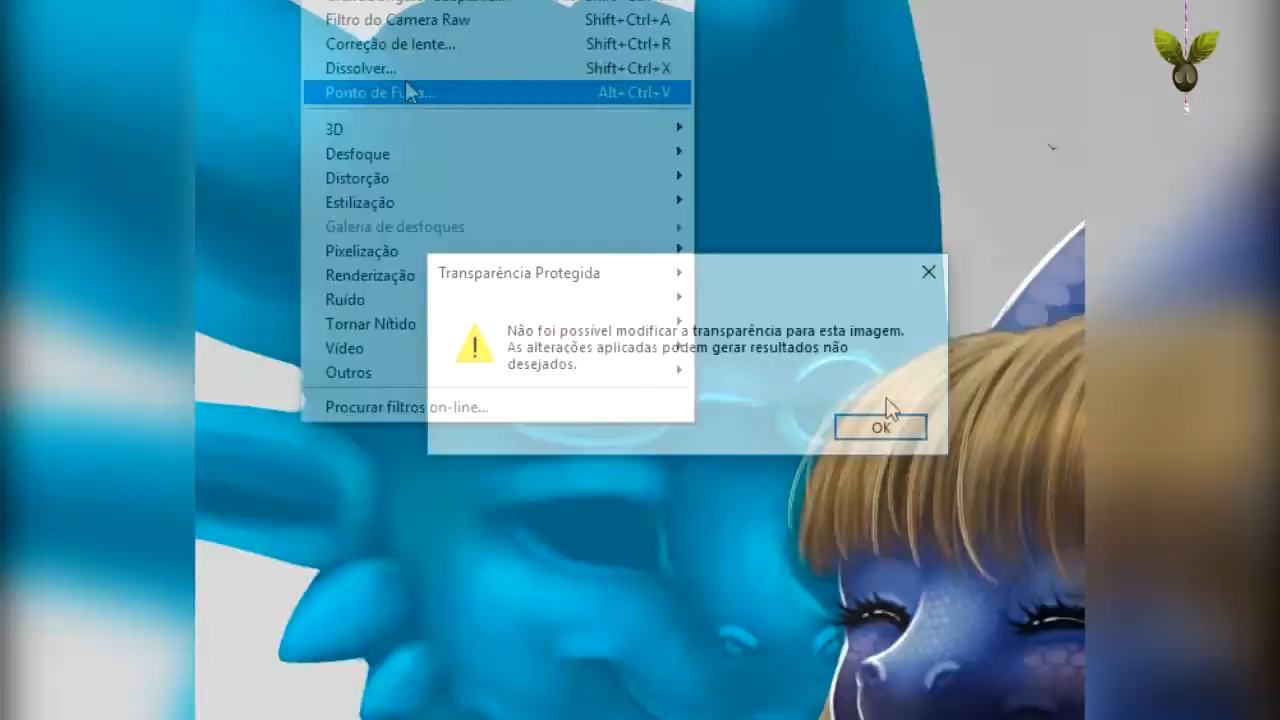 Filtro do Camera Raw Shift+Ctrl+A
Correção de lente... Shift+Ctrl+R
Dissolver... Shift+Ctrl+X
Ponto de ... Alt+Ctrl+V
3D
Desfoque
Distorção
Estilização
Galeria de desfoques
Pixelização
Renderização
Ruído
Tornar Nítido
Vídeo
Outros
Procurar filtros on-line...
Transparência Protegida
Não foi possível modificar a transparência para esta imagem.
As alterações aplicadas podem gerar resultados não
desejados.
OK